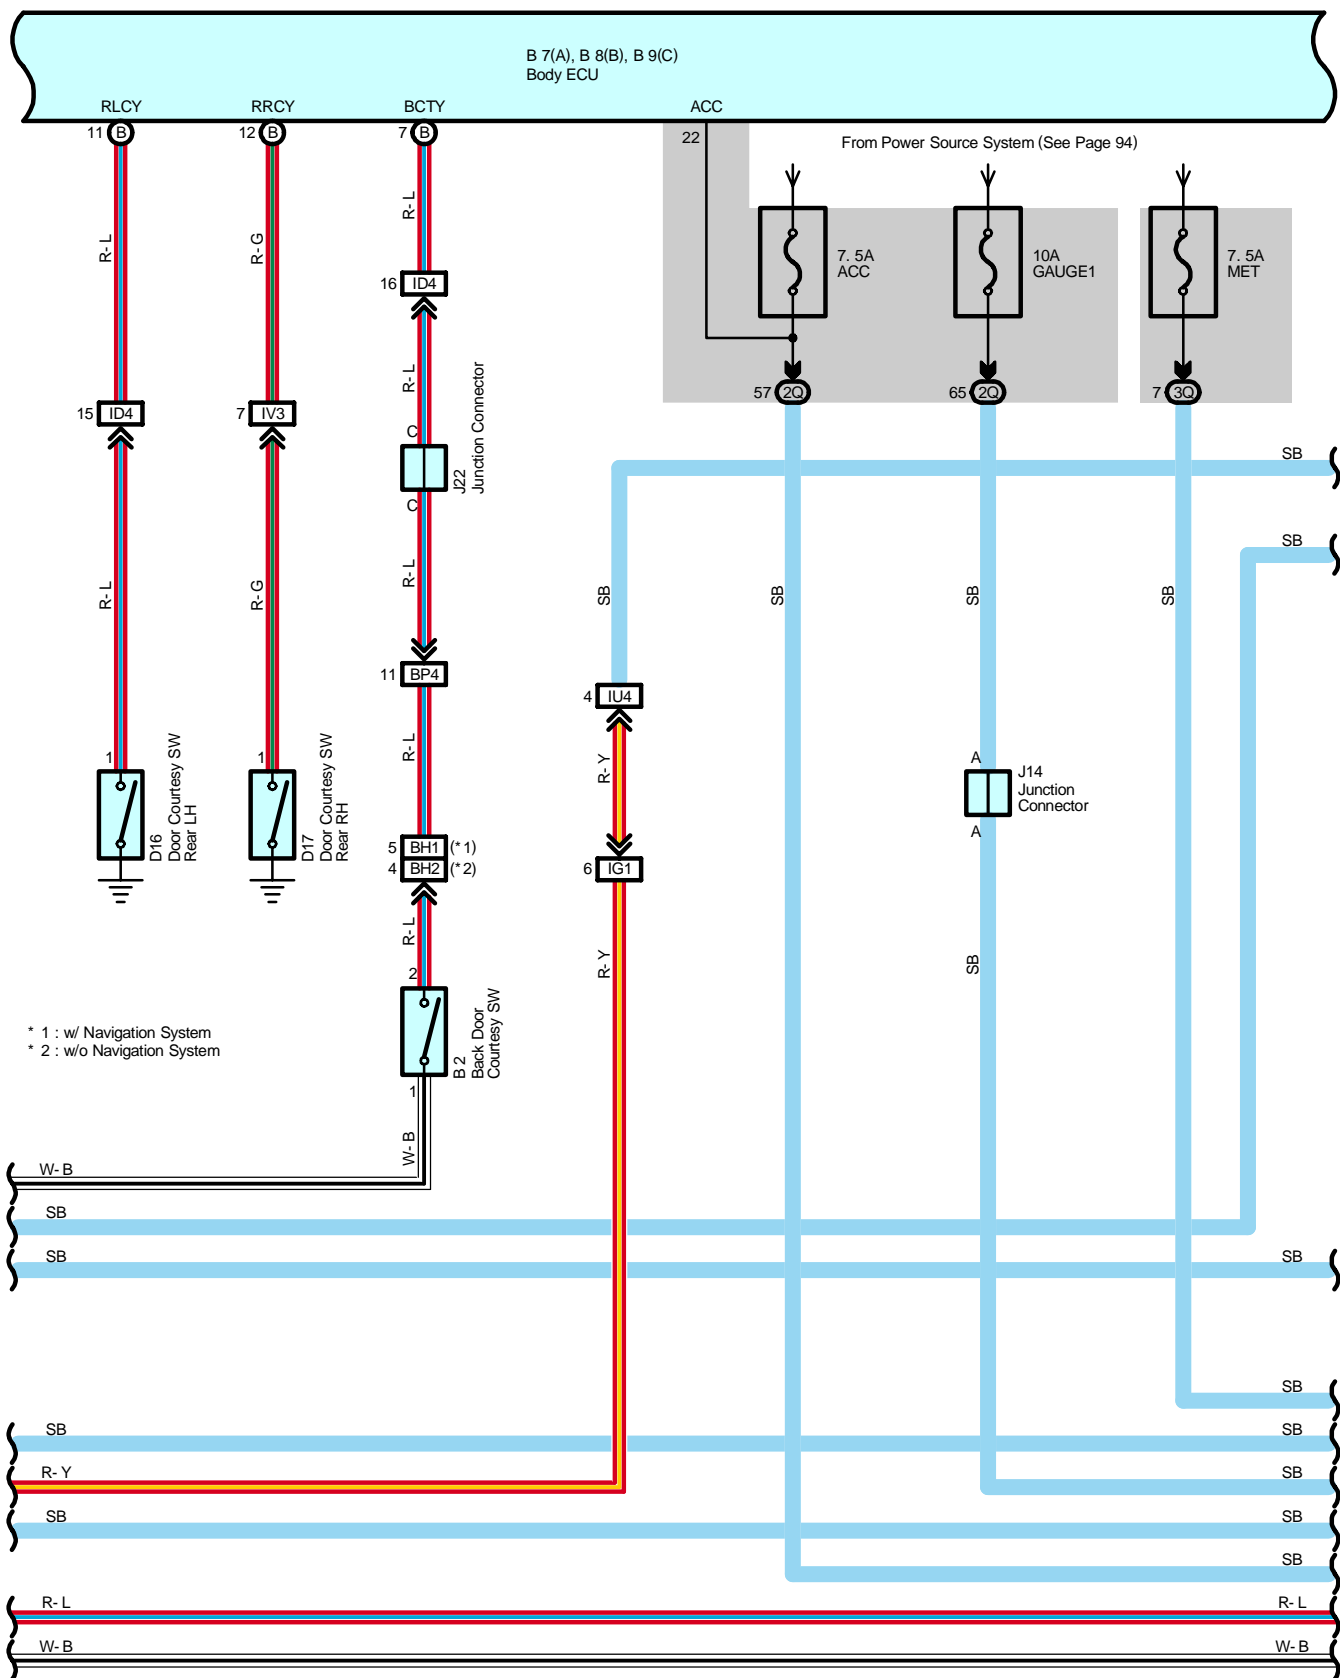 B 7(A), B 8(B), B 9(C)
Body ECU
RLCY
RRCY
BCTY
ACC
11 B
12 B
7 B
22
From Power Source System (See Page 94)
7. 5A
ACC
10A
GAUGE1
7. 5A
MET
R- L
R- G
R- L
16 ID4
57 2Q
65 2Q
7 3Q
15 ID4
7 IV3
R- L
C
J22
Junction Connector
C
SB
SB
R- L
R- G
R- L
SB
SB
SB
SB
11 BP4
4 IU4
R- L
R- Y
1
D16
Door Courtesy SW
Rear LH
1
D17
Door Courtesy SW
Rear RH
A
J14
Junction
Connector
A
5 BH1 (* 1)
4 BH2 (* 2)
6 IG1
R- L
R- Y
SB
2
B 2
Back Door
Courtesy SW
1
* 1 : w/ Navigation System
* 2 : w/o Navigation System
W- B
W- B
SB
SB
SB
SB
SB
SB
R- Y
SB
SB
SB
SB
R- L
R- L
W- B
W- B